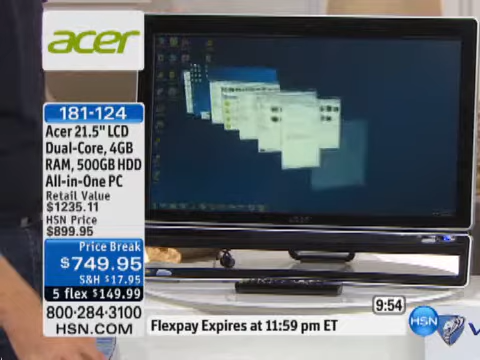 acer
181-124
Acer 21.5" LCD
Dual-Core, 4GB
RAM, 500GB HDD
All-in-One PC
Retail Value
$1235.11
HSN Price
$899.95
Price Break
$749.95
S&H $17.95
5 flex $149.99
800·284·3100
HSN.COM
Flexpay Expires at 11:59 pm ET
9:54
HSN
acer